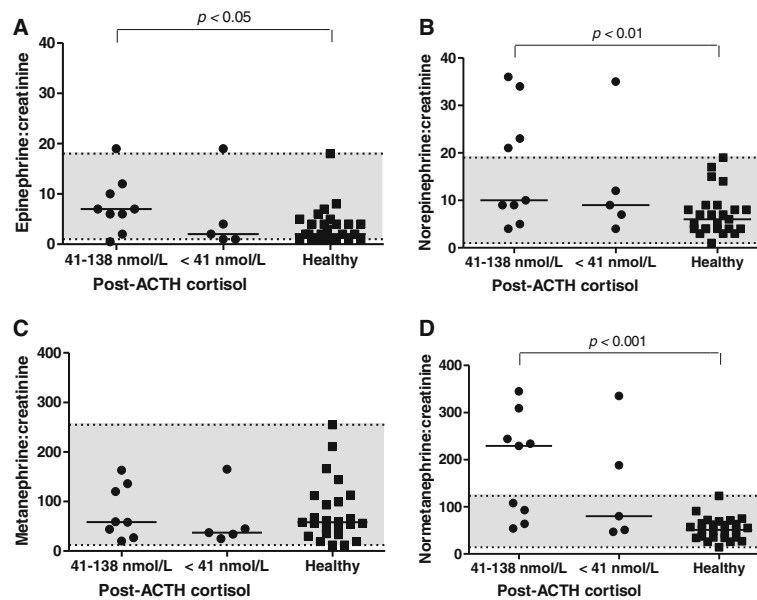 A
p < 0.05
Epinephrine:creatinine
40
30
20
10
0
41-138 nmol/L < 41 nmol/L Healthy
Post-ACTH cortisol
B
p < 0.01
Norepinephrine:creatinine
40
30
20
10
0
41-138 nmol/L < 41 nmol/L Healthy
Post-ACTH cortisol
C
Metanephrine:creatinine
400
300
200
100
0
41-138 nmol/L < 41 nmol/L Healthy
Post-ACTH cortisol
D
p < 0.001
Normetanephrine:creatinine
400
300
200
100
0
41-138 nmol/L < 41 nmol/L Healthy
Post-ACTH cortisol